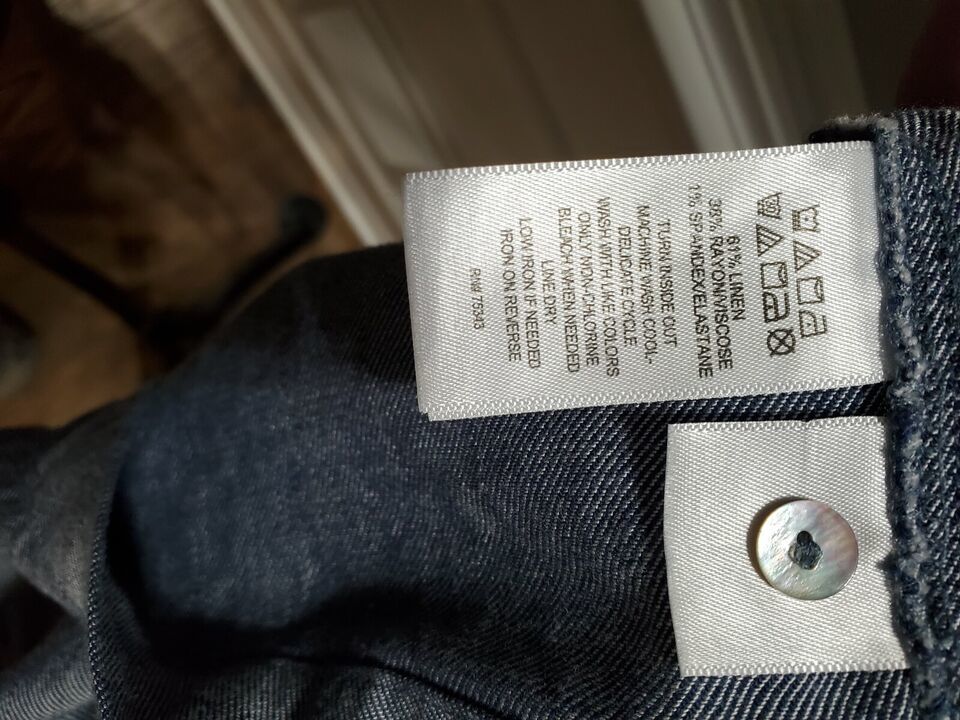 61% LINEN
38% RAYON/VISCOSE
1% SPANDEX/ELASTANE
TURN INSIDE OUT
MACHINE WASH COOL-
DELICATE CYCLE
WASH WITH LIKE COLORS
ONLY NON-CHLORINE
BLEACH WHEN NEEDED
LINE DRY
LOW IRON IF NEEDED
IRON ON REVERSE
RN# 75343